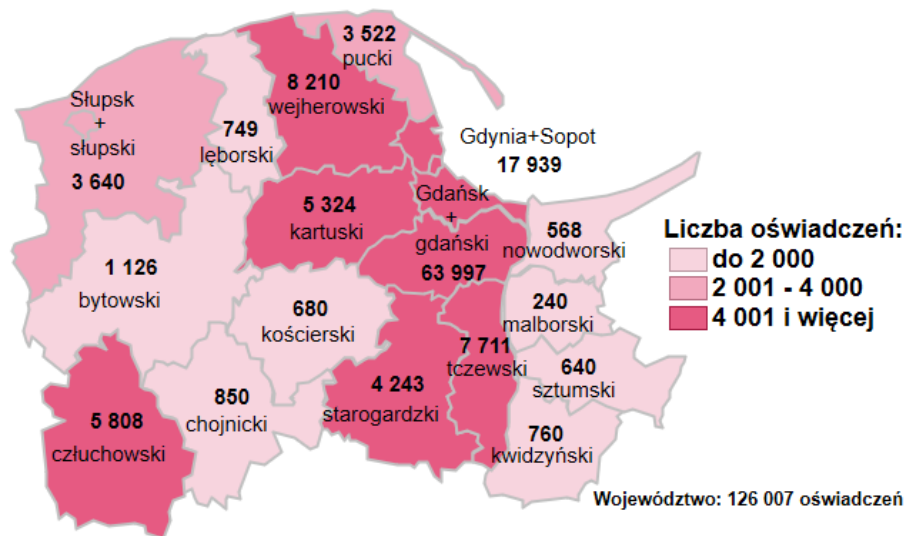 3 522
pucki
8 210
wejherowski
Słupsk
+
słupski
3 640
749
lęborski
Gdynia+Sopot
17 939
5 324
kartuski
Gdańsk
+
gdański
63 997
568
nowodworski
1 126
bytowski
680
kościerski
240
malborski
7 711
tczewski
640
sztumski
4 243
starogardzki
850
chojnicki
5 808
człuchowski
760
kwidzyński
Liczba oświadczeń:
do 2 000
2 001 - 4 000
4 001 i więcej
Województwo: 126 007 oświadczeń